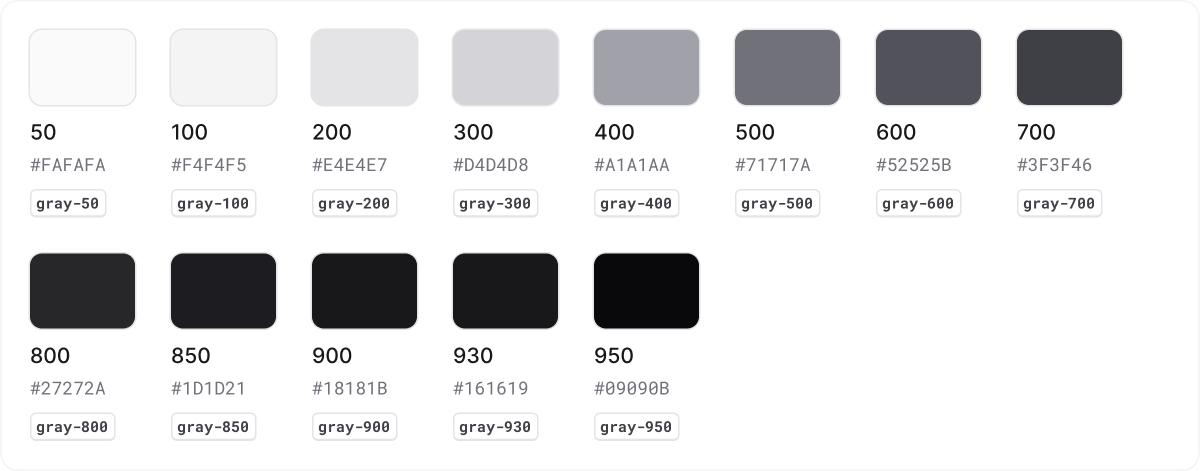 50 100 200 300 400 500 600 700
#FAFAFA #F4F4F5 #E4E4E7 #D4D4D8 #A1A1AA #71717A #52525B #3F3F46
gray-50 gray-100 gray-200 gray-300 gray-400 gray-500 gray-600 gray-700
800 850 900 930 950
#27272A #1D1D21 #18181B #161619 #09090B
gray-800 gray-850 gray-900 gray-930 gray-950